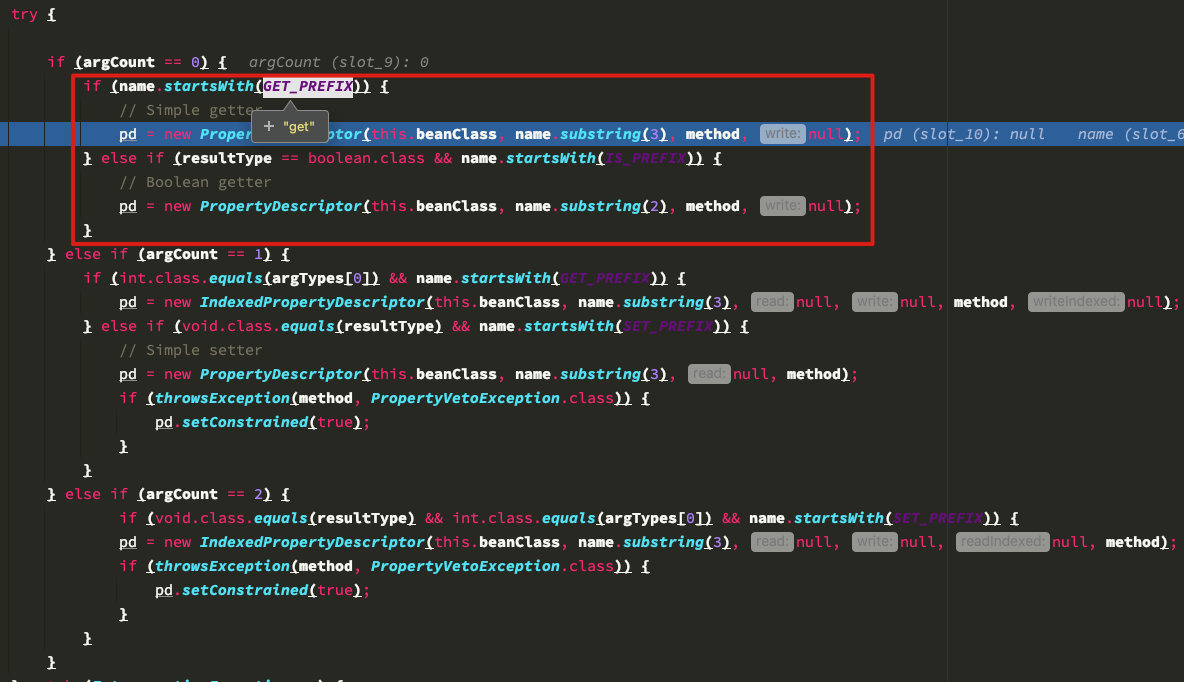 try {
if (argCount == 0) { argCount (slot_9): 0
if (name.startsWith(GET_PREFIX)) {
// Simple getter
+ "get"
pd = new Proper tor(this.beanClass, name.substring(3), method, write: null); pd (slot_10): null name (slot_6
} else if (resultType == boolean.class && name.startsWith(IS_PREFIX)) {
// Boolean getter
pd = new PropertyDescriptor(this.beanClass, name.substring(2), method, write: null);
}
} else if (argCount == 1) {
if (int.class.equals(argTypes[0]) && name.startsWith(GET_PREFIX)) {
pd = new IndexedPropertyDescriptor(this.beanClass, name.substring(3), read: null, write: null, method, writeIndexed: null);
} else if (void.class.equals(resultType) && name.startsWith(SET_PREFIX)) {
// Simple setter
pd = new PropertyDescriptor(this.beanClass, name.substring(3), read: null, method);
if (throwsException(method, PropertyVetoException.class)) {
pd.setConstrained(true);
}
}
} else if (argCount == 2) {
if (void.class.equals(resultType) && int.class.equals(argTypes[0]) && name.startsWith(SET_PREFIX)) {
pd = new IndexedPropertyDescriptor(this.beanClass, name.substring(3), read: null, write: null, readIndexed: null, method);
if (throwsException(method, PropertyVetoException.class)) {
pd.setConstrained(true);
}
}
}